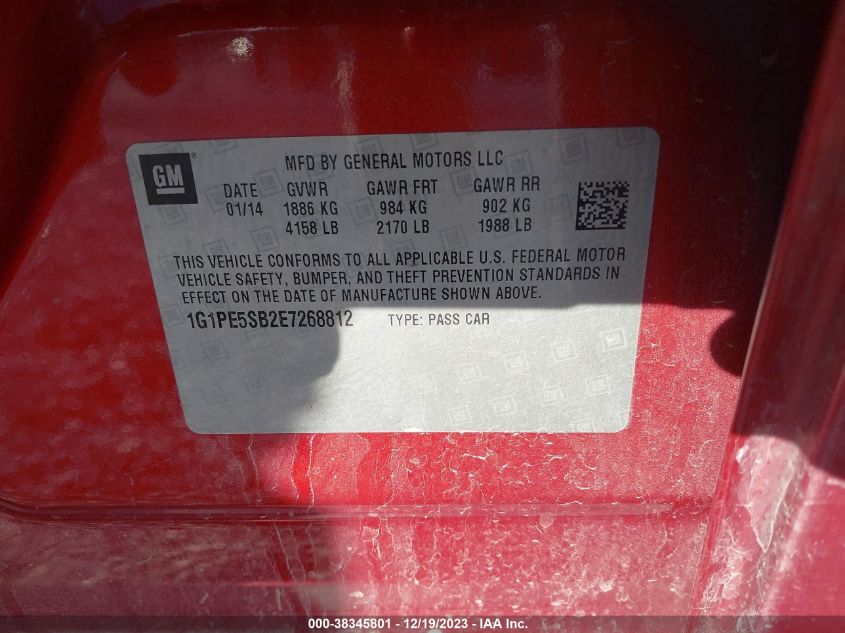 GM
MFD BY GENERAL MOTORS LLC
DATE GVWR GAWR FRT GAWR RR
01/14 1886 KG 984 KG 902 KG
4158 LB 2170 LB 1988 LB
THIS VEHICLE CONFORMS TO ALL APPLICABLE U.S. FEDERAL MOTOR
VEHICLE SAFETY, BUMPER, AND THEFT PREVENTION STANDARDS IN
EFFECT ON THE DATE OF MANUFACTURE SHOWN ABOVE.
1G1PE5SB2E7268812 TYPE: PASS CAR
000-38345801 - 12/19/2023 - IAA Inc.